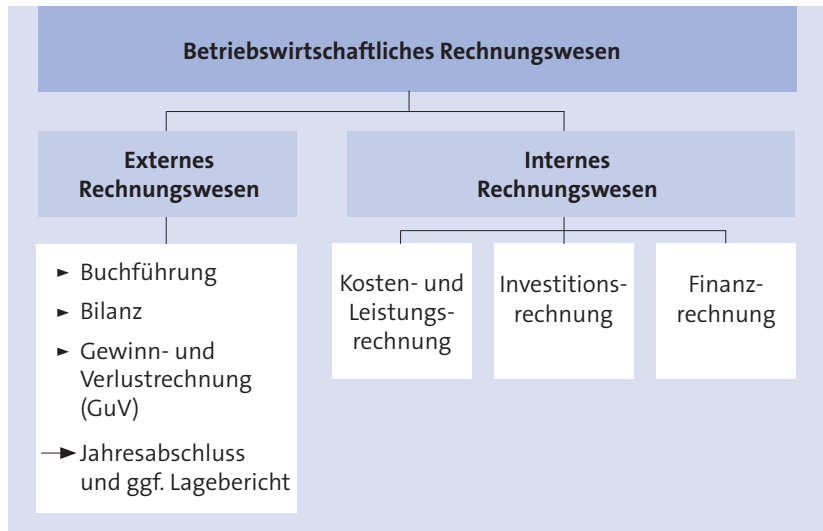 Betriebswirtschaftliches Rechnungswesen
Externes
Rechnungswesen
Internes
Rechnungswesen
► Buchführung
► Bilanz
► Gewinn- und
Verlustrechnung
(GuV)
Jahresabschluss
und ggf. Lagebericht
Kosten- und
Leistungs-
rechnung
Investitions-
rechnung
Finanz-
rechnung